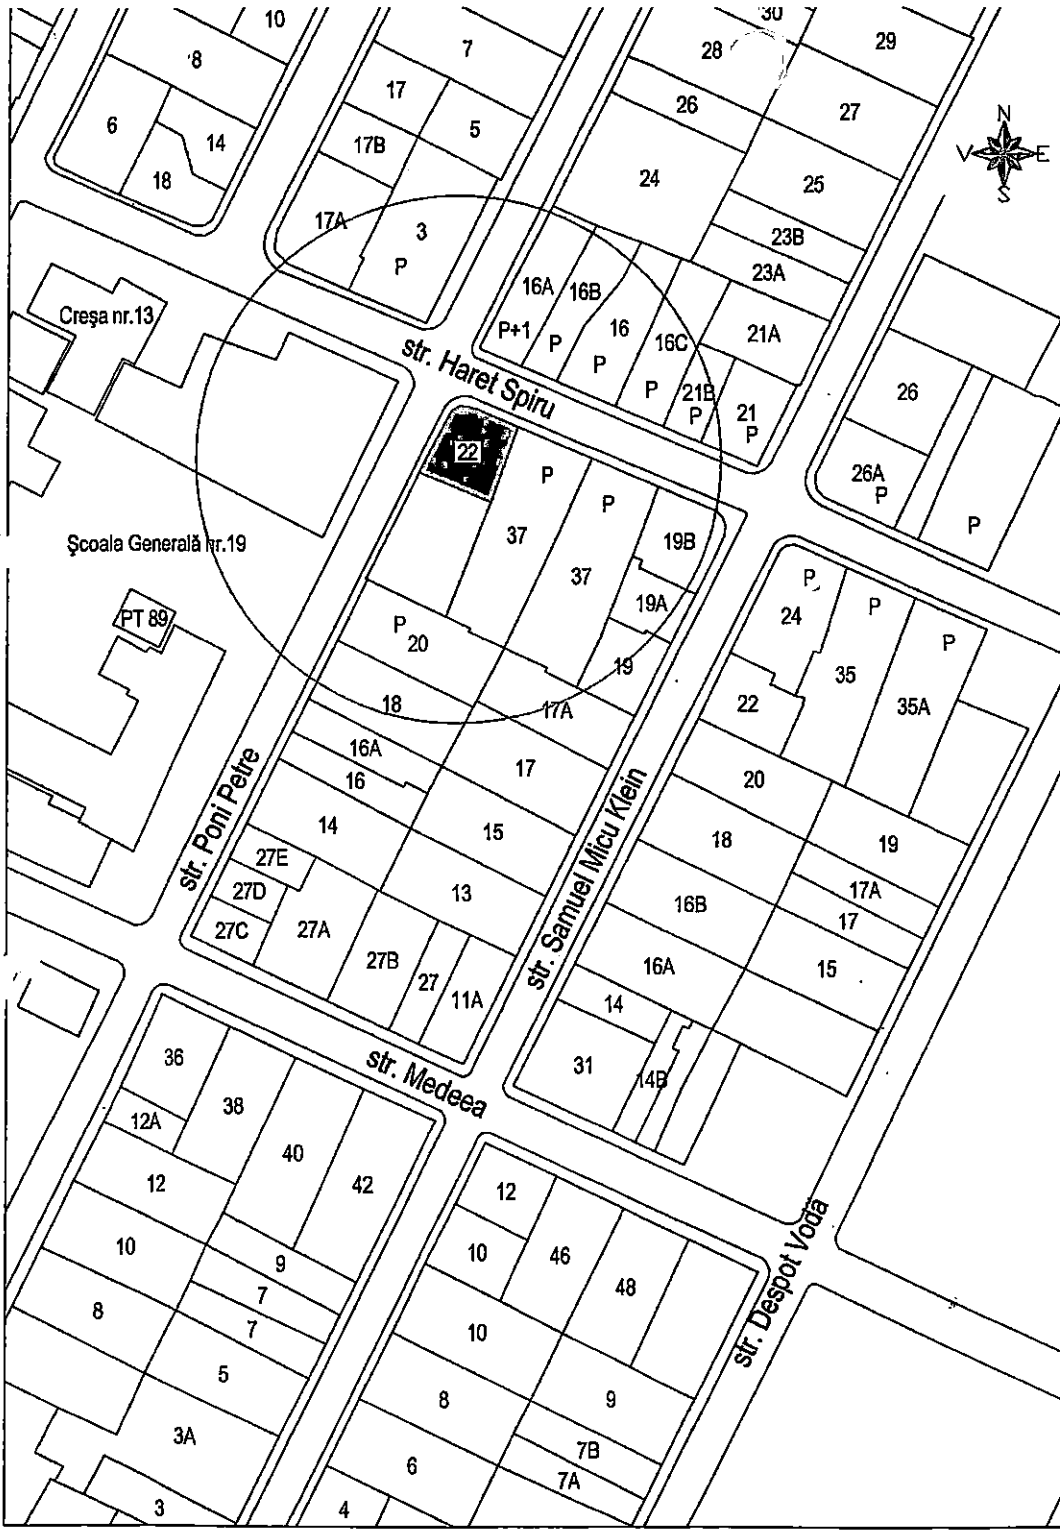 10
30
29
7
8
28
17
26
27
5
6
14
N
17B
V E
S
18
24
25
17A
3
23B
P
23A
16A
16B
Creşa nr.13
P+1
P
16
16C
21A
str. Haret Spiru
P
P
21B
P
21
P
26
22
26A
P
P
P
P
37
19B
Şcoala Generală nr.19
37
P
P
PT 89
19A
24
P
P
20
35
19
18
17A
22
35A
16A
17
16
20
str. Poni Petre
14
15
18
19
27E
str. Samuel Micu Klein
17A
27D
13
16B
17
27C
27A
27B
16A
15
27
11A
14
36
str. Medeea
31
14B
38
12A
40
12
42
12
10
9
10
46
48
7
str. Despot Vodă
8
7
10
5
8
9
3A
7B
6
7A
3
4